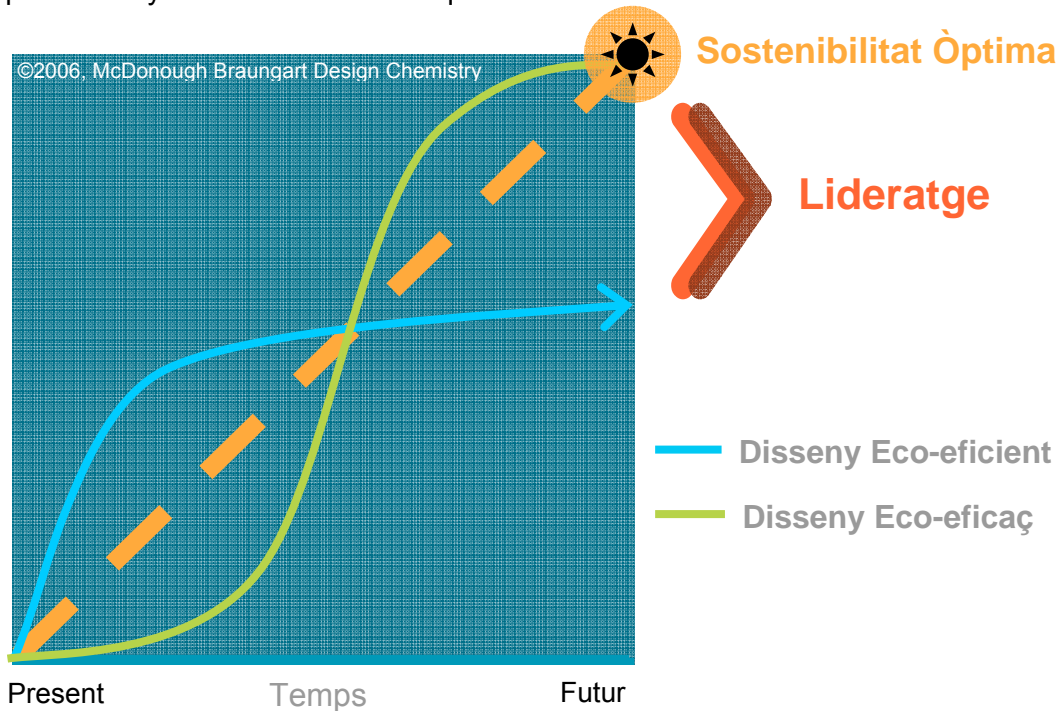 ©2006, McDonough Braungart Design Chemistry
Sostenibilitat Òptima
Lideratge
Disseny Eco-eficient
Disseny Eco-eficaç
Present Temps Futur